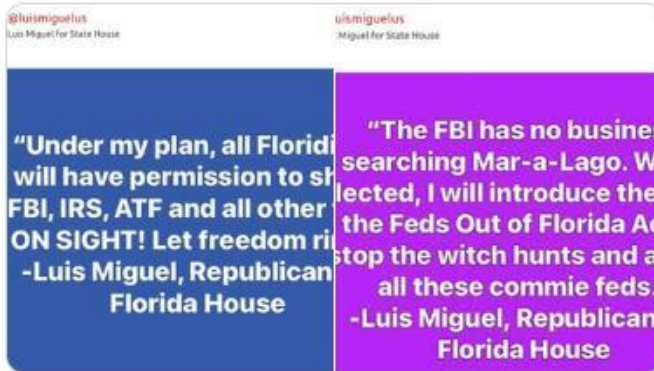 @luismiguelus
Luis Miguel for State House
“Under my plan, all Floridi
will have permission to sh
FBI, IRS, ATF and all other
ON SIGHT! Let freedom ri
-Luis Miguel, Republican
Florida House
uismiguelus
Miguel for State House
“The FBI has no busine
searching Mar-a-Lago. W
lected, I will introduce the
the Feds Out of Florida A
stop the witch hunts and a
all these commie feds.
-Luis Miguel, Republican
Florida House